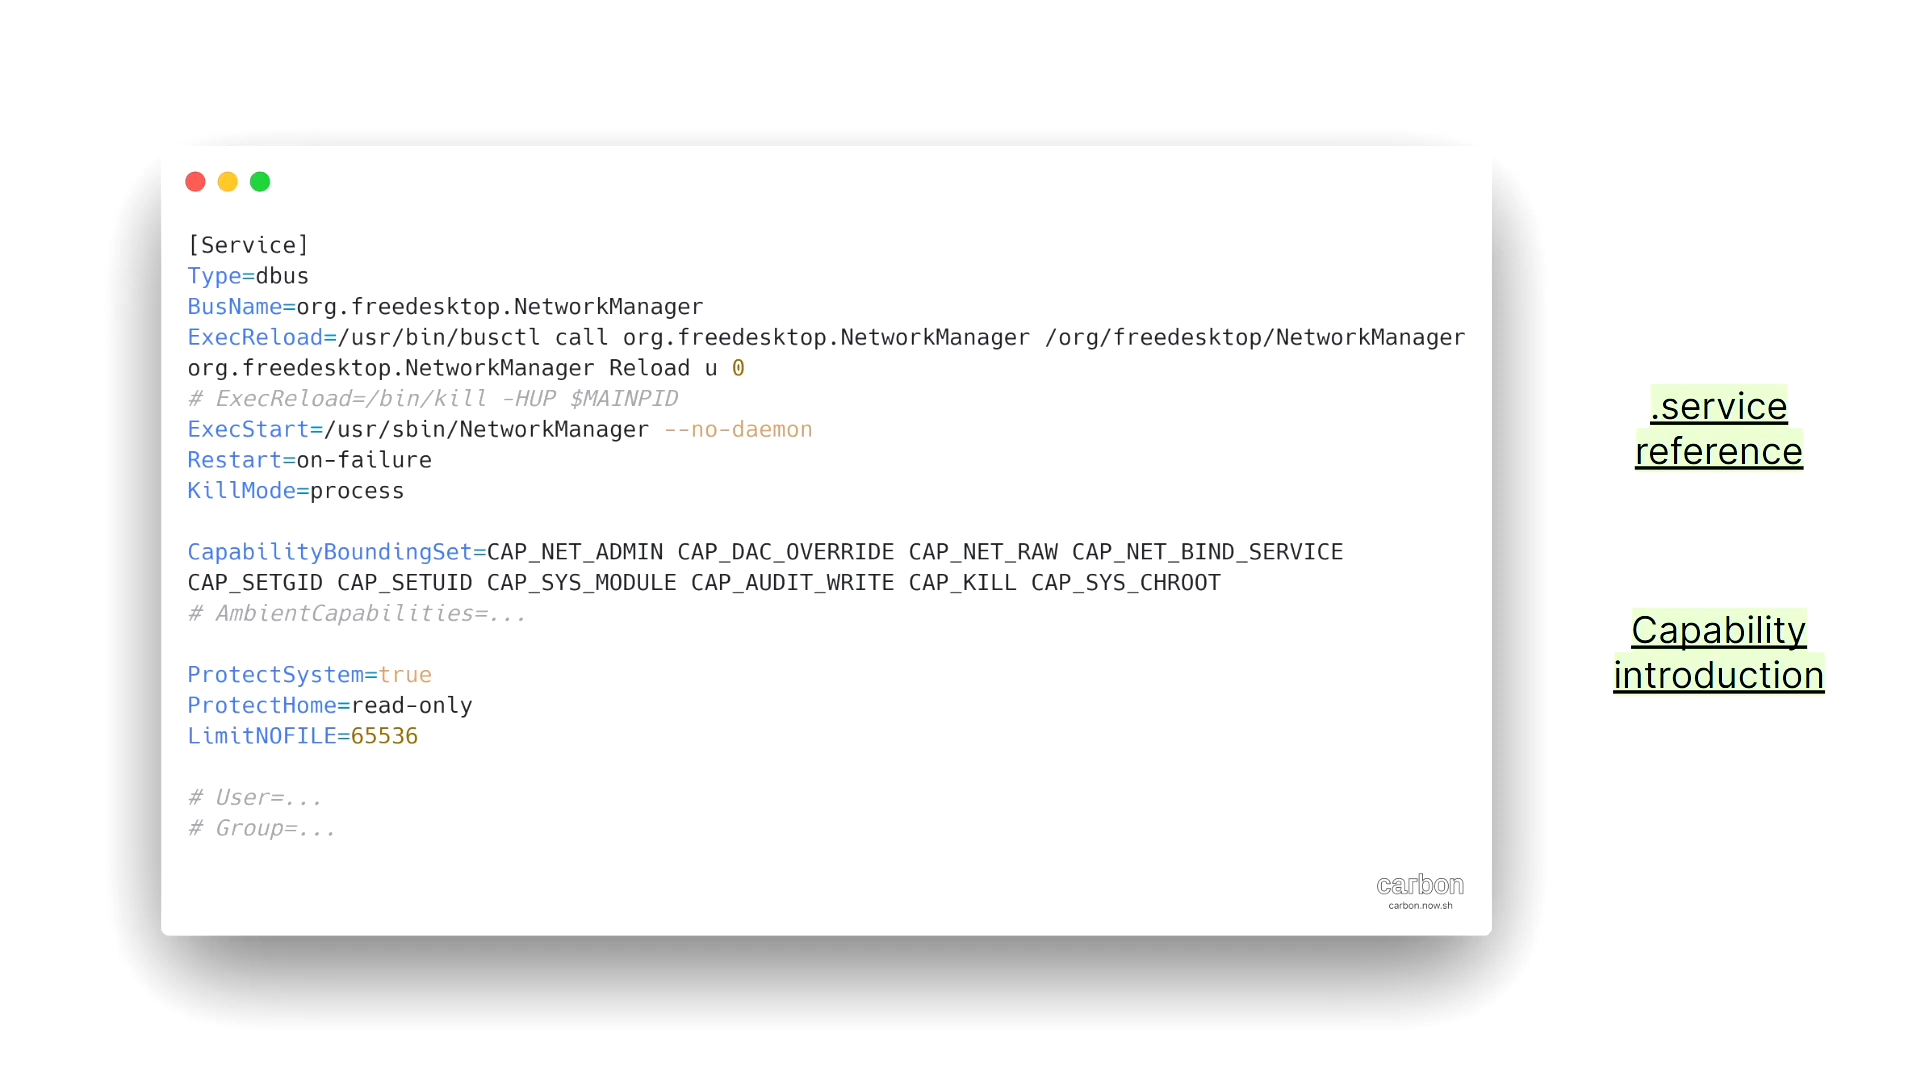 [Service]
Type=dbus
BusName=org.freedesktop.NetworkManager
ExecReload=/usr/bin/busctl call org.freedesktop.NetworkManager /org/freedesktop/NetworkManager
org.freedesktop.NetworkManager Reload u 0
# ExecReload=/bin/kill -HUP $MAINPID
ExecStart=/usr/sbin/NetworkManager --no-daemon
Restart=on-failure
KillMode=process
CapabilityBoundingSet=CAP_NET_ADMIN CAP_DAC_OVERRIDE CAP_NET_RAW CAP_NET_BIND_SERVICE
CAP_SETGID CAP_SETUID CAP_SYS_MODULE CAP_AUDIT_WRITE CAP_KILL CAP_SYS_CHROOT
# AmbientCapabilities=...
ProtectSystem=true
ProtectHome=read-only
LimitNOFILE=65536
# User=...
# Group=...
carbon
carbon.now.sh
.service
reference
Capability
introduction